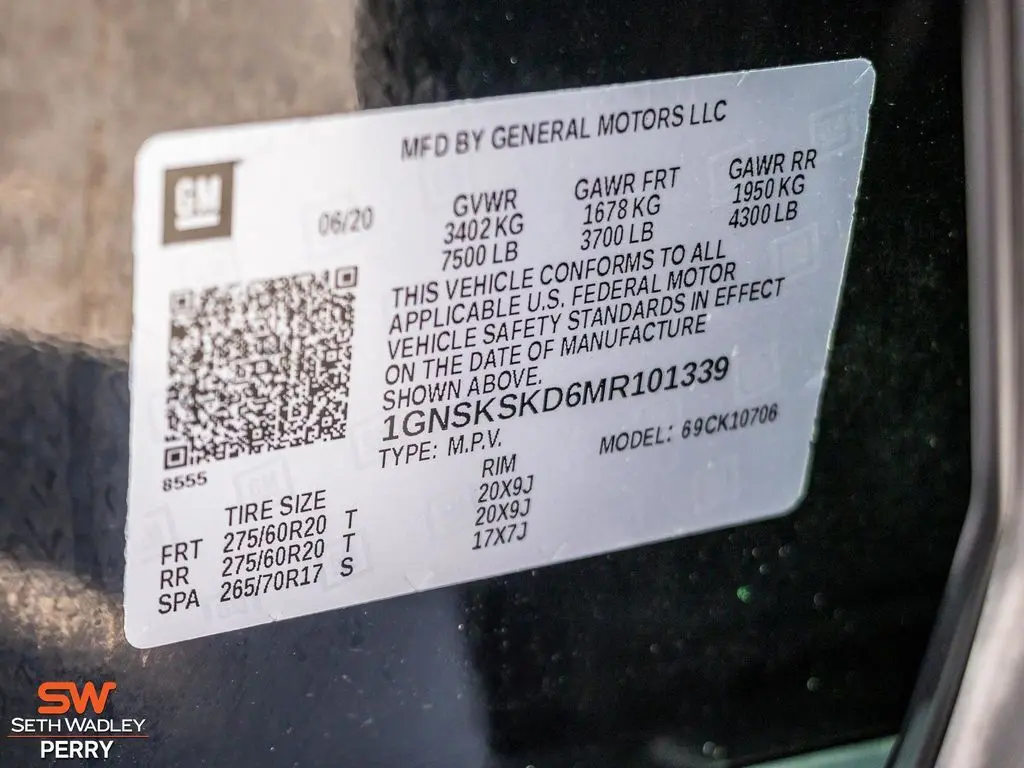 MFD BY GENERAL MOTORS LLC
GM
06/20
GVWR GAWR FRT GAWR RR
3402 KG 1678 KG 1950 KG
7500 LB 3700 LB 4300 LB
THIS VEHICLE CONFORMS TO ALL
APPLICABLE U.S. FEDERAL MOTOR
VEHICLE SAFETY STANDARDS IN EFFECT
ON THE DATE OF MANUFACTURE
SHOWN ABOVE.
1GNSKSKD6MR101339
TYPE: M.P.V. MODEL: 69CK10706
8555
TIRE SIZE RIM
FRT 275/60R20 T 20X9J
RR 275/60R20 T 20X9J
SPA 265/70R17 S 17X7J
SW
SETH WADLEY
PERRY